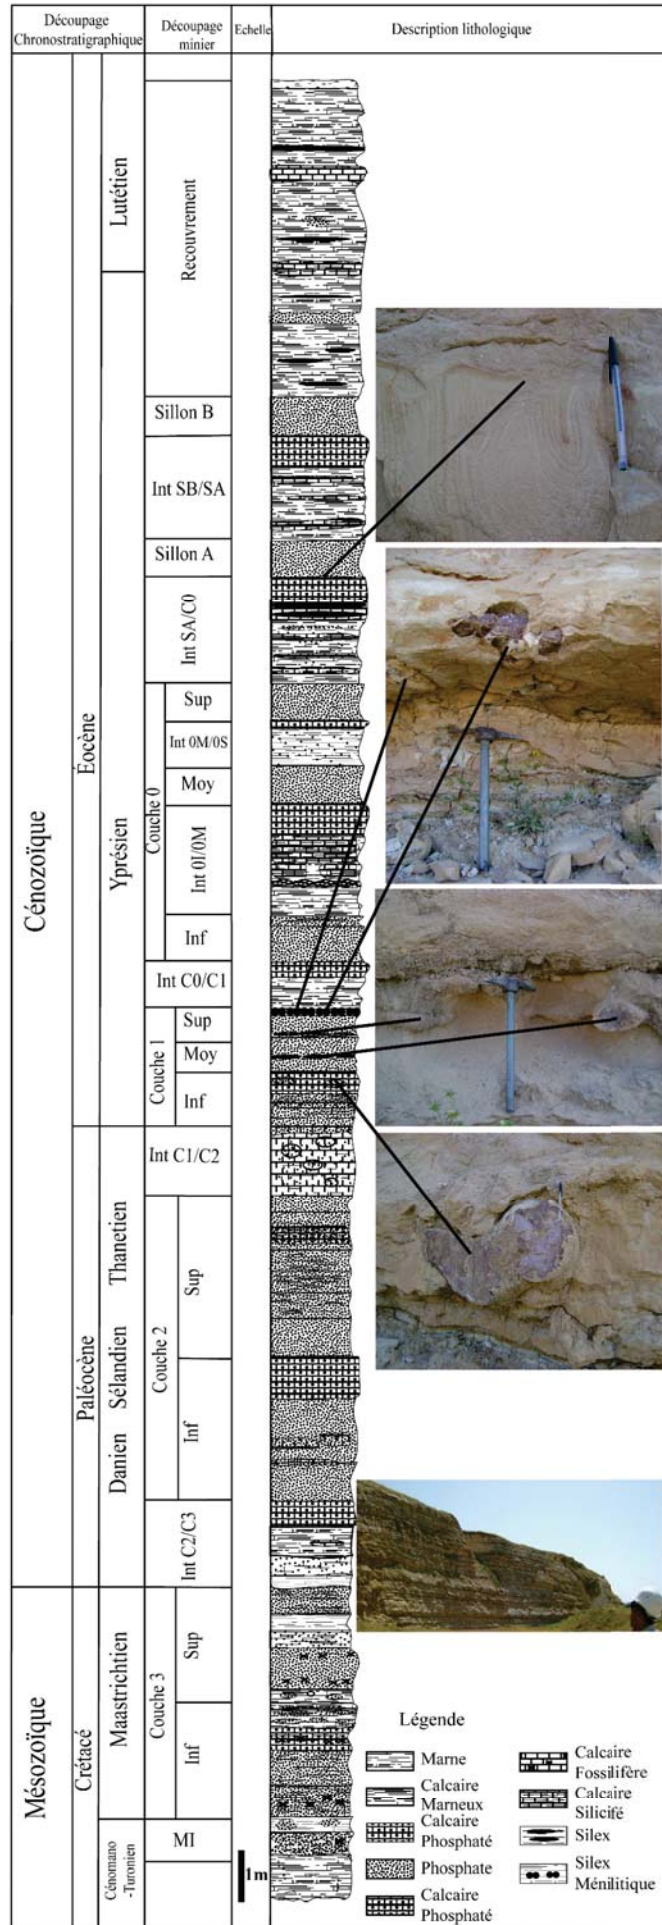 Découpage
Chronostratigraphique
Découpage
minier
Echelle
Description lithologique
Cénozoïque
Éocène
Lutétien
Recouvrement
Yprésien
Sillon B
Int SB/SA
Sillon A
Int SA/C0
Couche 0
Sup
Int 0M/0S
Moy
Int 0I/0M
Inf
Int C0/C1
Couche 1
Sup
Moy
Inf
Paléocène
Thanetien
Sélandien
Danien
Int C1/C2
Couche 2
Sup
Inf
Int C2/C3
Mésozoïque
Crétacé
Maastrichtien
Couche 3
Sup
Inf
Cénomano
-Turonien
MI
1m
Légende
Marne
Calcaire
Marneux
Calcaire
Phosphaté
Phosphate
Calcaire
Phosphaté
Calcaire
Fossilifère
Calcaire
Silicifé
Silex
Silex
Ménilitique